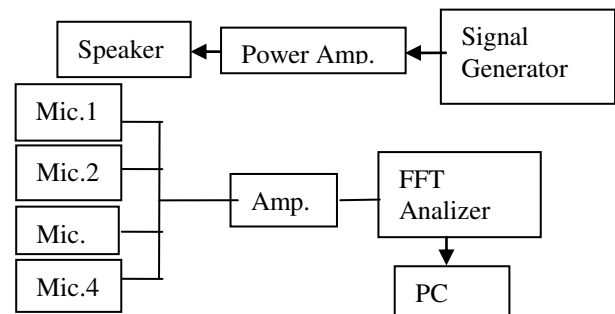 Speaker
Power Amp.
Signal
Generator
Mic.1
Mic.2
Mic.
Mic.4
Amp.
FFT
Analizer
PC